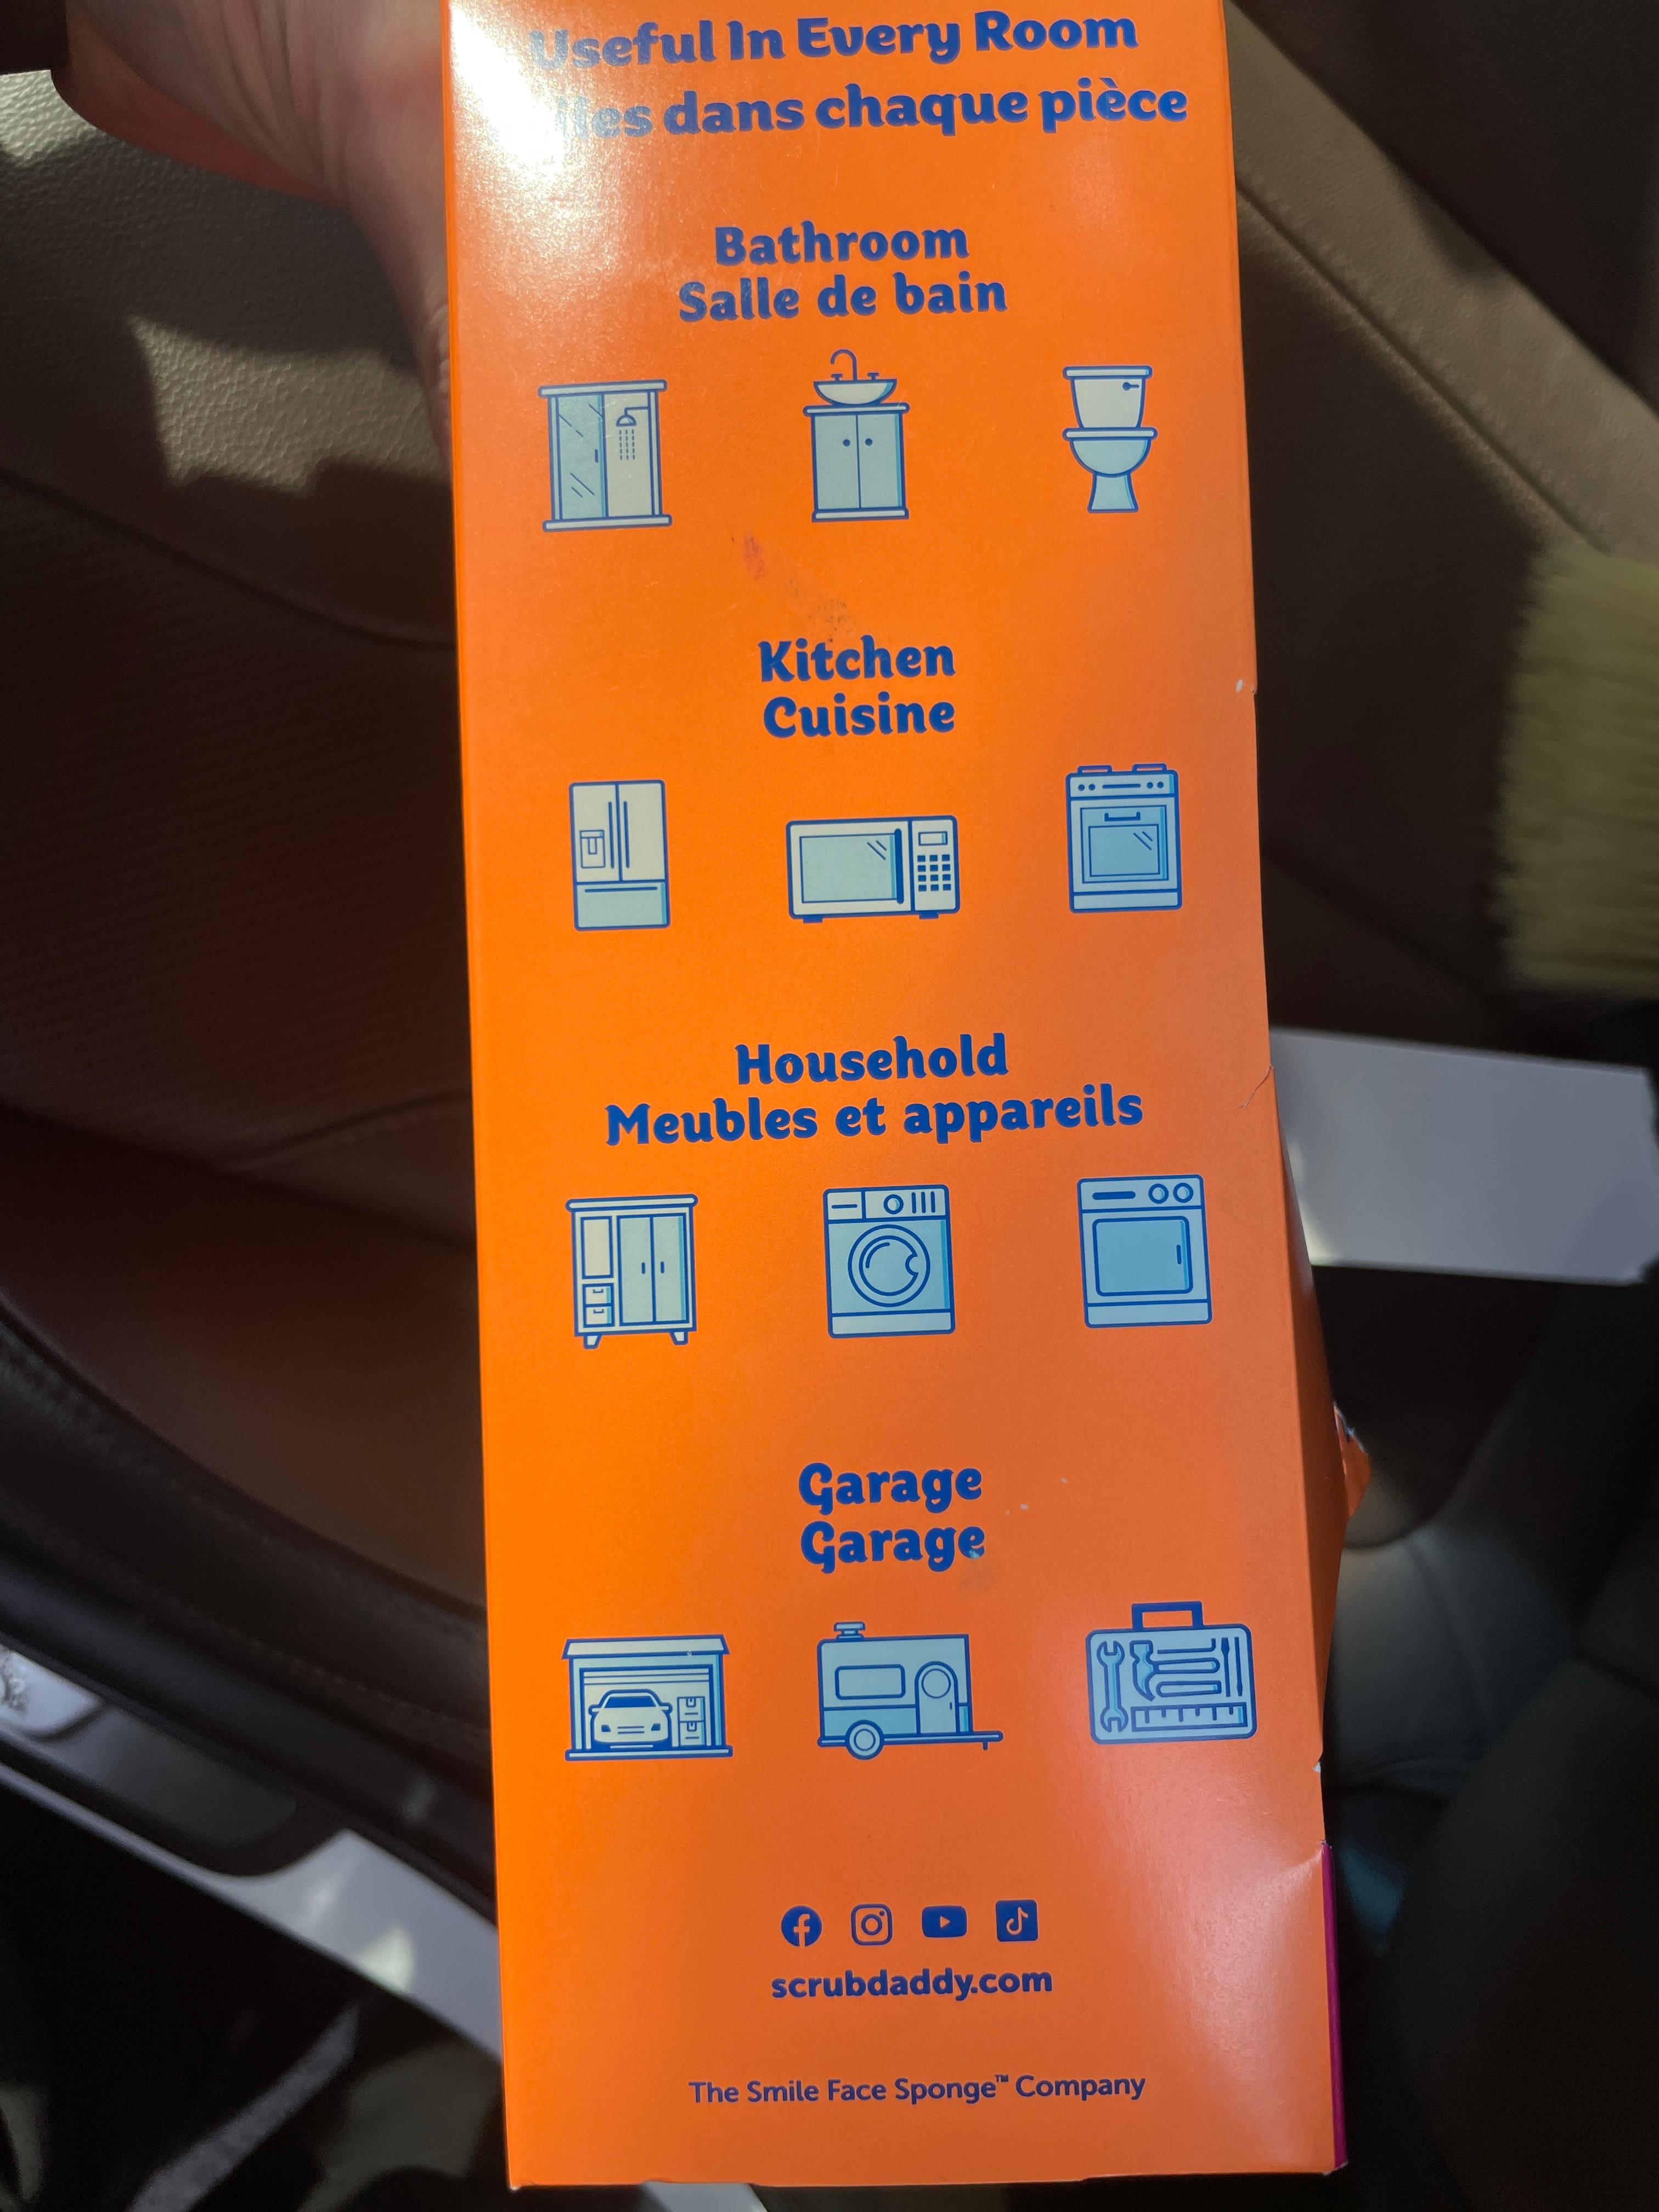 Useful In Every Room
dans chaque pièce
Bathroom
Salle de bain
Kitchen
Cuisine
Household
Meubles et appareils
Garage
Garage
scrubdaddy.com
The Smile Face Sponge™ Company